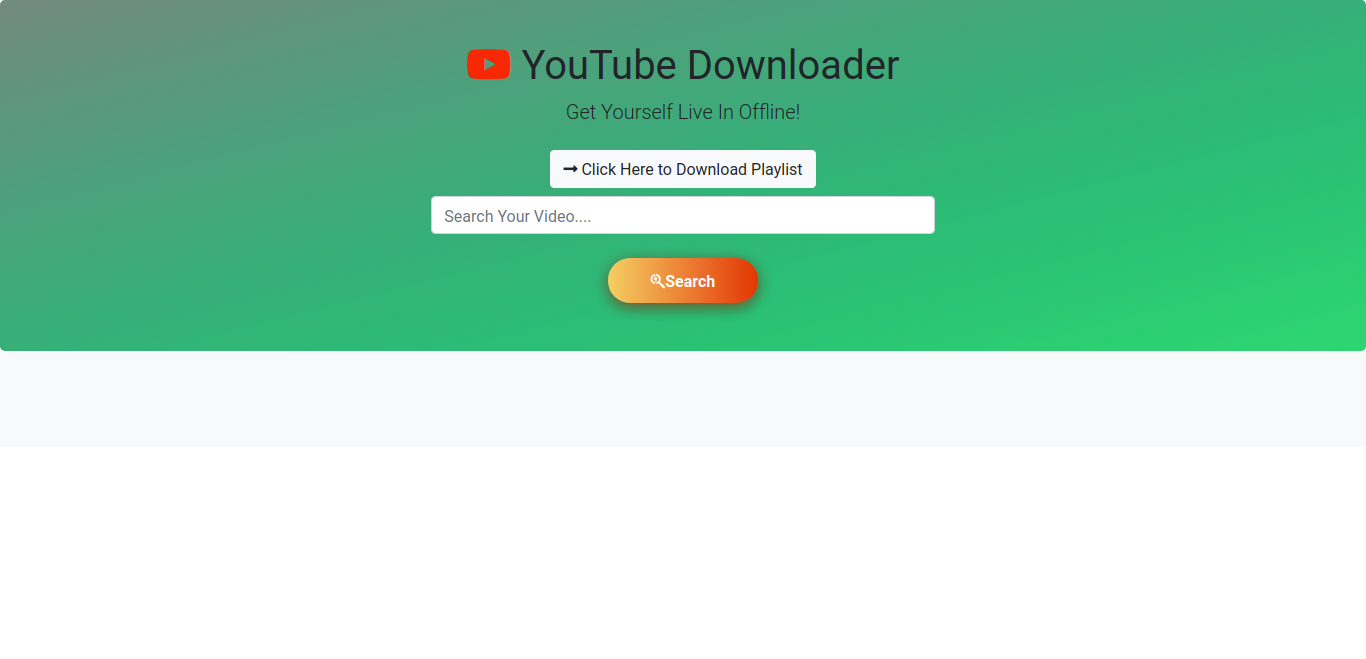 YouTube Downloader
Get Yourself Live In Offline!
Click Here to Download Playlist
Search Your Video....
Search